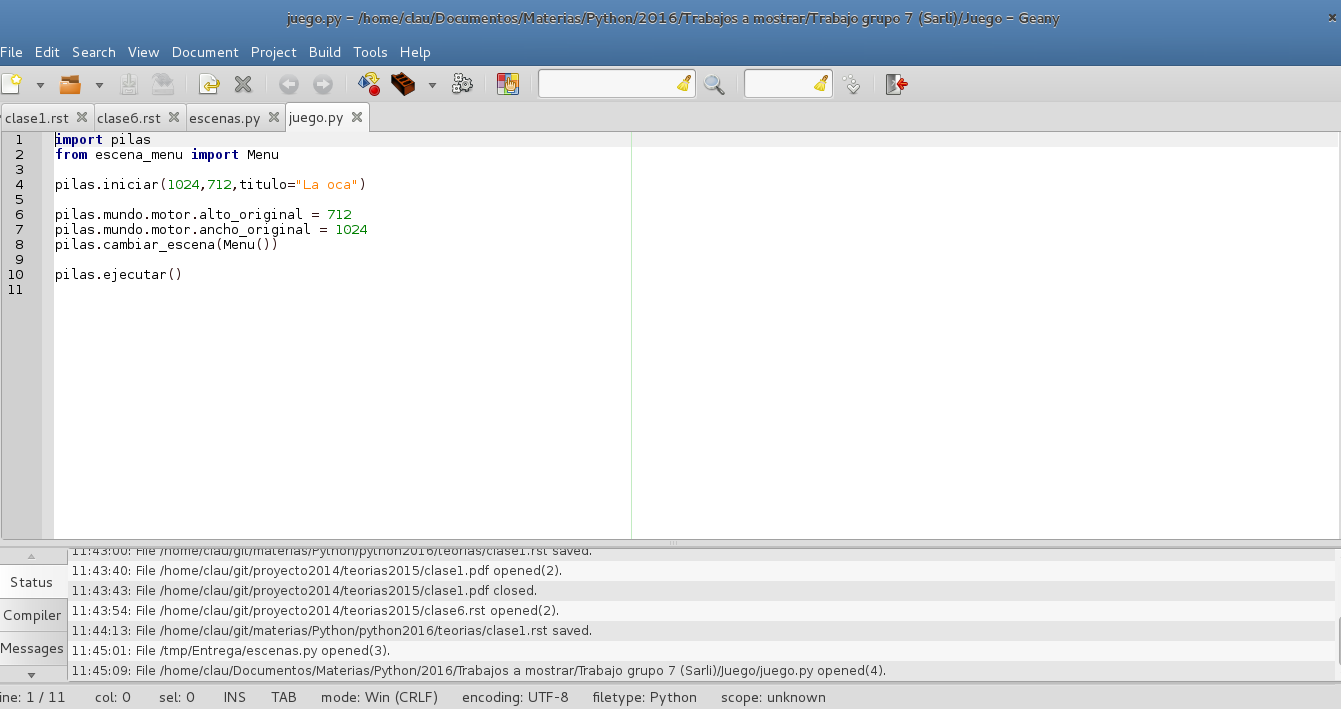 juego.py – /home/clau/Documentos/Materias/Python/2016/Trabajos a mostrar/Trabajo grupo 7 (Sarli)/Juego – Geany
File Edit Search View Document Project Build Tools Help
clase1.rst clase6.rst escenas.py juego.py
1 import pilas
2 from escena_menu import Menu
3
4 pilas.iniciar(1024,712,titulo="La oca")
5
6 pilas.mundo.motor.alto_original = 712
7 pilas.mundo.motor.ancho_original = 1024
8 pilas.cambiar_escena(Menu())
9
10 pilas.ejecutar()
11
Status
Compiler
Messages
11:43:00: File /home/clau/git/materias/Python/python2016/teorias/clase1.rst saved.
11:43:40: File /home/clau/git/proyecto2014/teorias2015/clase1.pdf opened(2).
11:43:43: File /home/clau/git/proyecto2014/teorias2015/clase1.pdf closed.
11:43:54: File /home/clau/git/proyecto2014/teorias2015/clase6.rst opened(2).
11:44:13: File /home/clau/git/materias/Python/python2016/teorias/clase1.rst saved.
11:45:01: File /tmp/Entrega/escenas.py opened(3).
11:45:09: File /home/clau/Documentos/Materias/Python/2016/Trabajos a mostrar/Trabajo grupo 7 (Sarli)/Juego/juego.py opened(4).
ine: 1 / 11 col: 0 sel: 0 INS TAB mode: Win (CRLF) encoding: UTF-8 filetype: Python scope: unknown